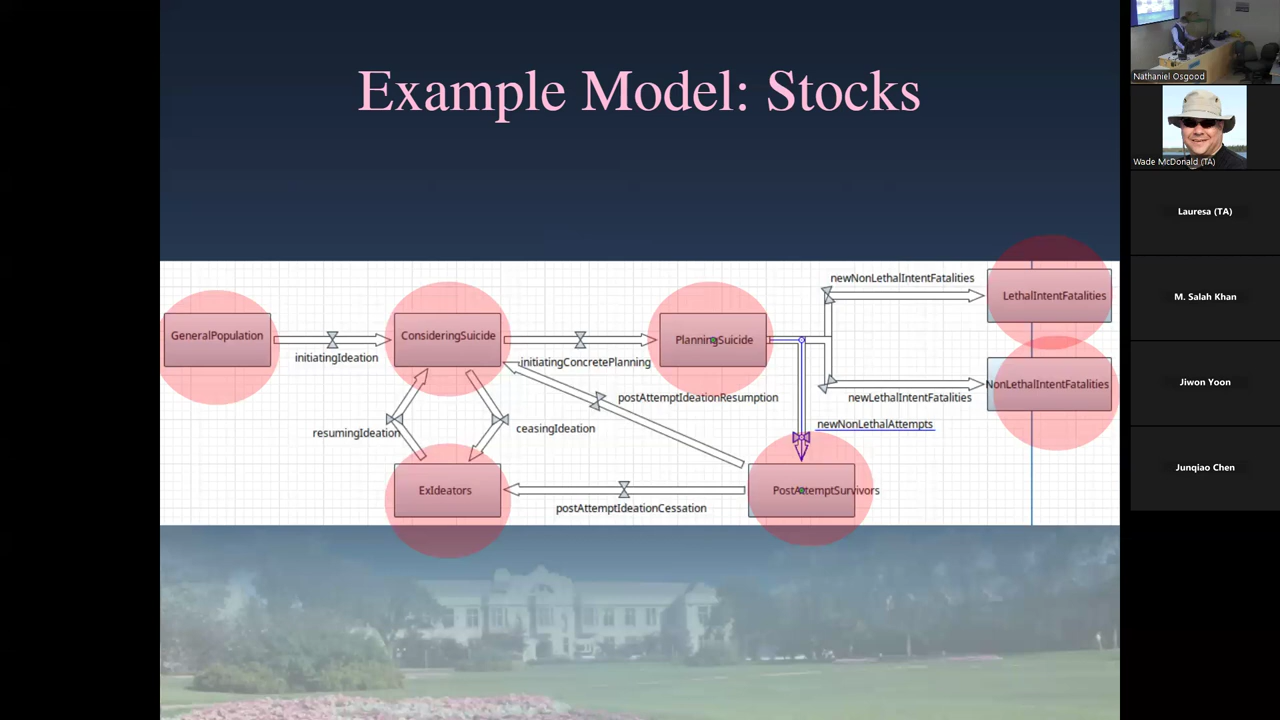 Example Model: Stocks
newNonLethalIntentFatalities
LethalIntentFatalities
GeneralPopulation
ConsideringSuicide
PlanningSuicide
initiatingIdeation
initiatingConcretePlanning
NonLethalIntentFatalities
postAttemptIdeationResumption
newLethalIntentFatalities
resumingIdeation
ceasingIdeation
newNonLethalAttempts
ExIdeators
PostAttemptSurvivors
postAttemptIdeationCessation
Nathaniel Osgood
Wade McDonald (TA)
Lauresa (TA)
M. Salah Khan
Jiwon Yoon
Junqiao Chen